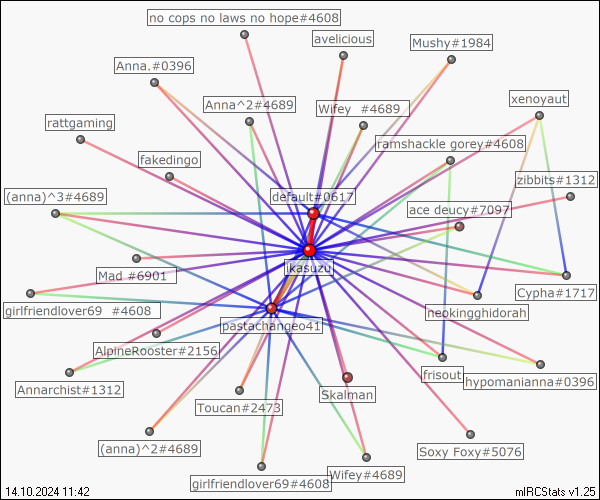 no cops no laws no hope#4608
avelicious
Mushy#1984
Anna.#0396
xenoyaut
Anna^2#4689
Wifey #4689
rattgaming
ramshackle gorey#4608
fakedingo
zibbits#1312
(anna)^3#4689
default#0617
ace deucy#7097
ikasuzu
Mad #6901
Cypha#1717
girlfriendlover69 #4608
neokingghidorah
pastachangeo41
AlpineRooster#2156
frisout
hypomanianna#0396
Annarchist#1312
Skalman
Toucan#2473
(anna)^2#4689
Soxy Foxy#5076
Wifey#4689
girlfriendlover69#4608
14.10.2024 11:42
mIRCStats v1.25